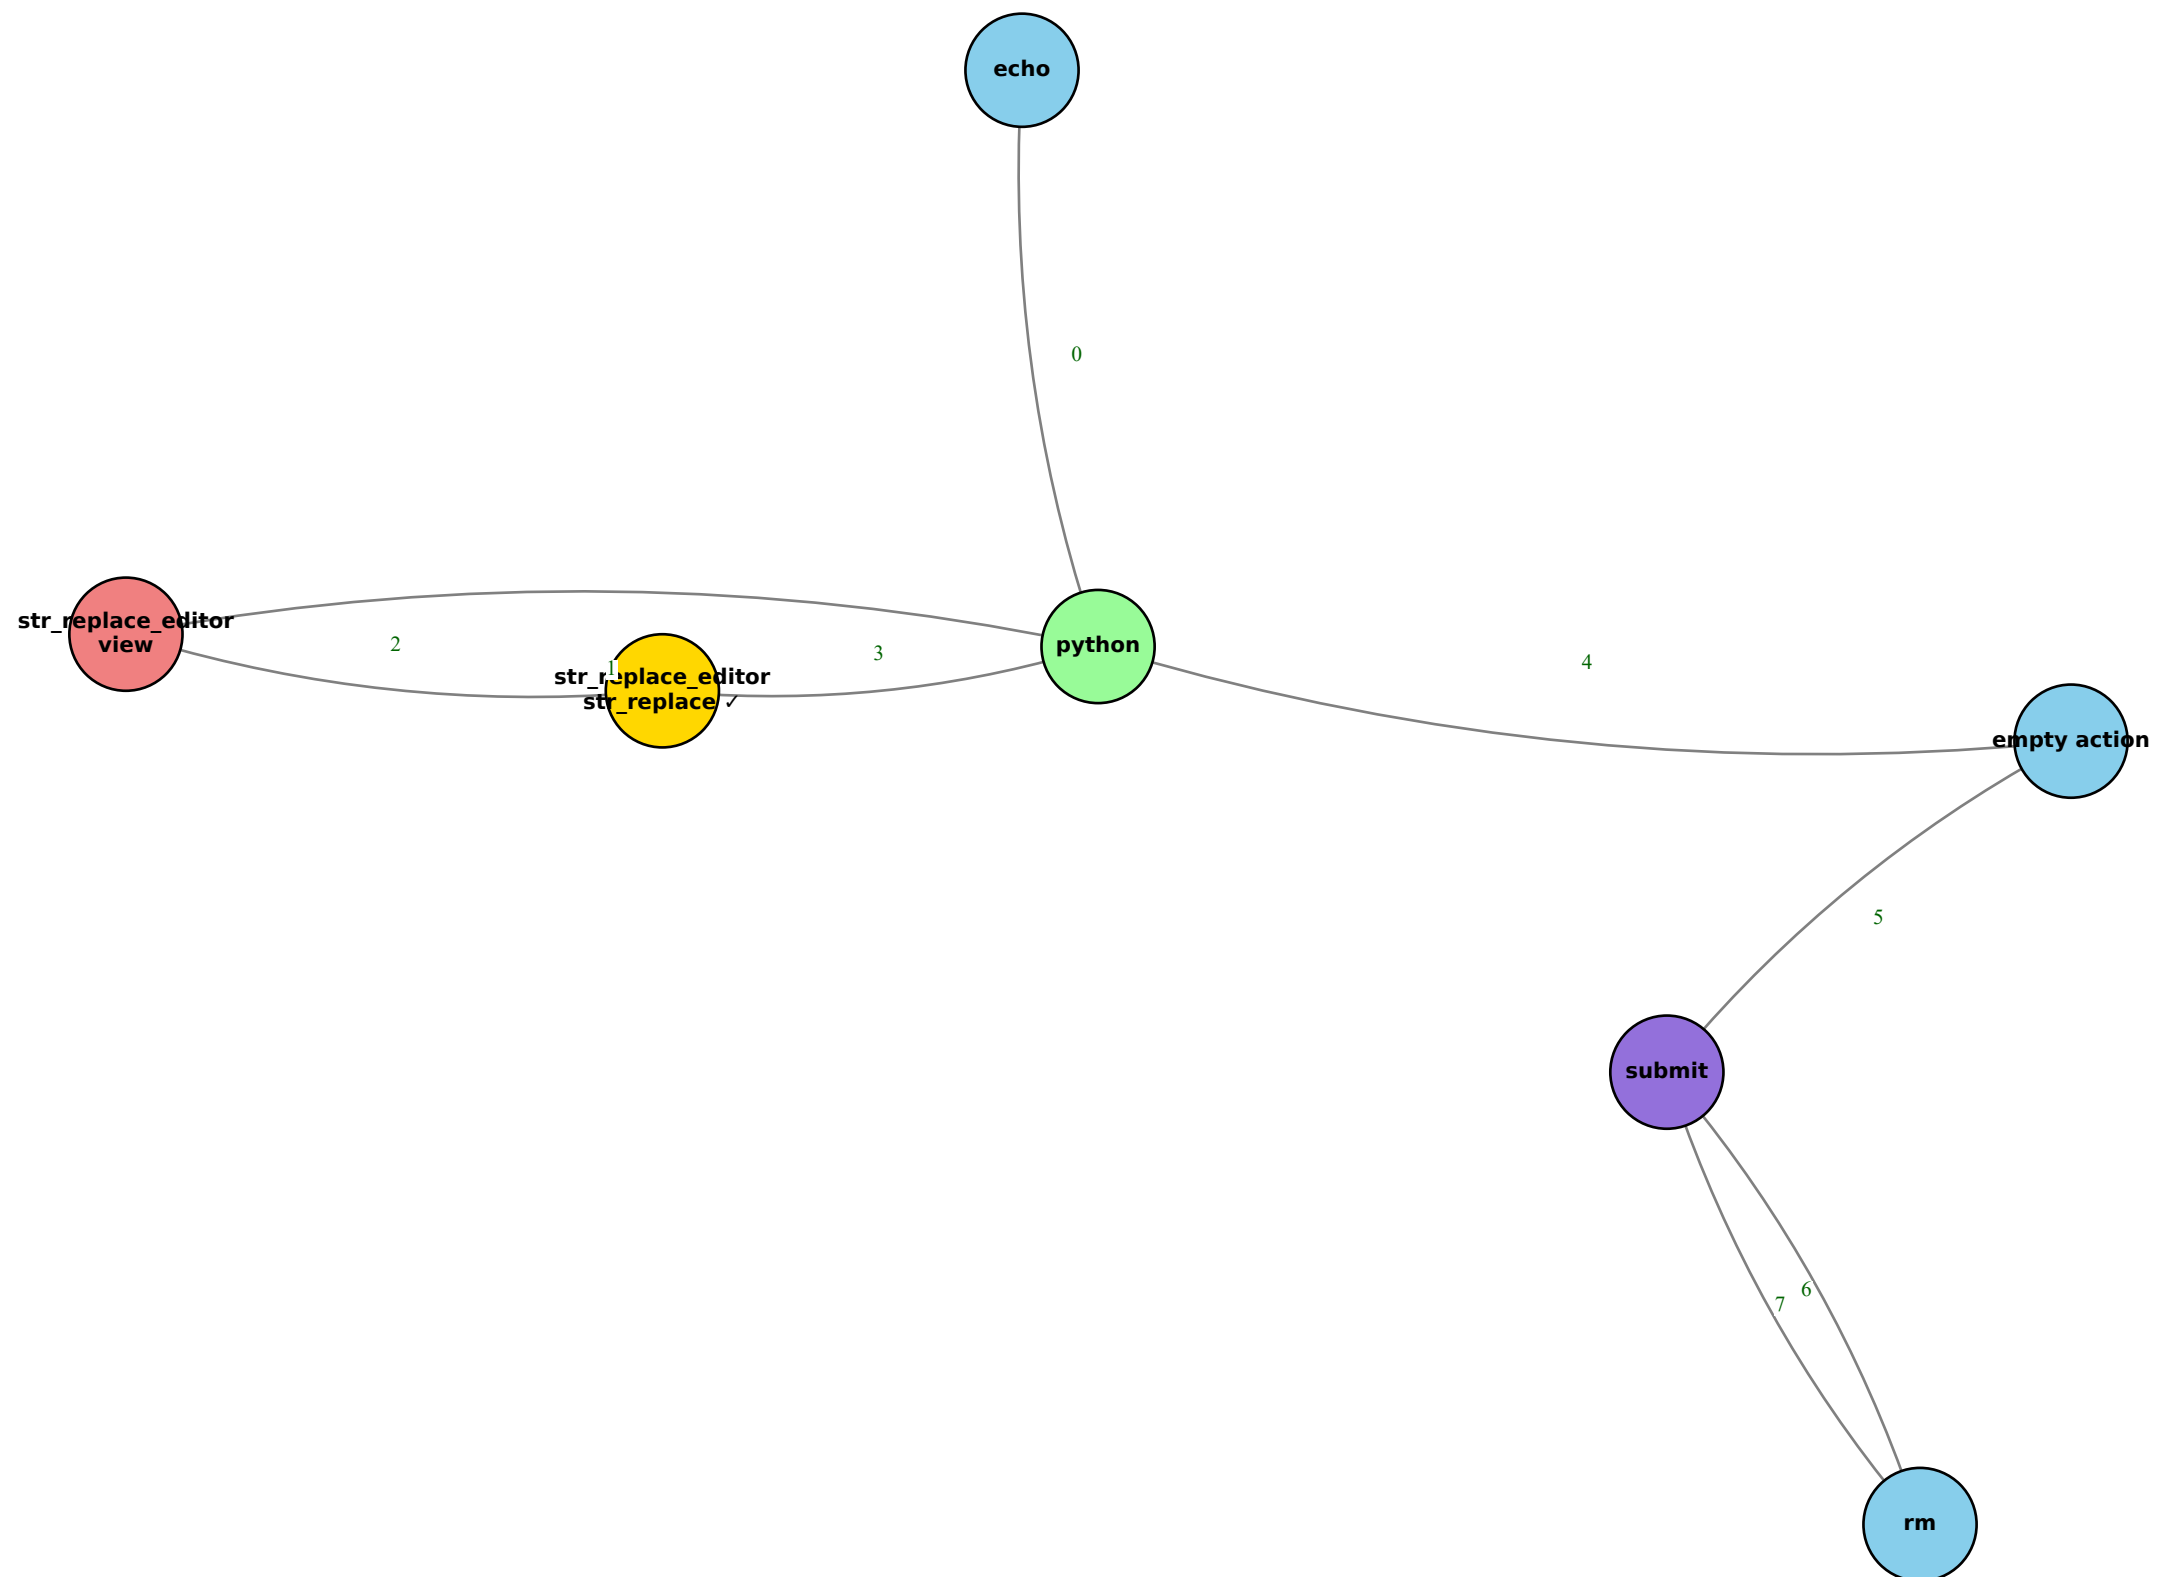 echo
0
str_replace_editor
view
2
1
str_replace_editor
str_replace ✓
3
python
4
empty action
5
submit
6
7
rm